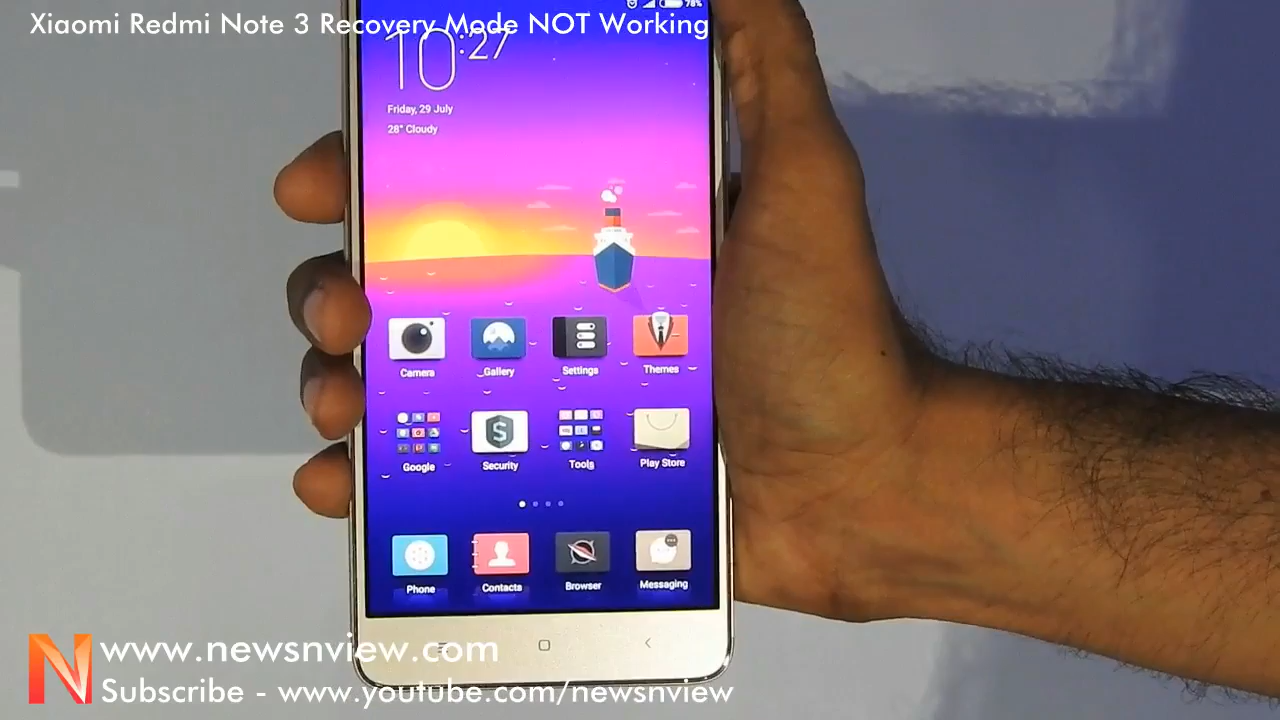 Xiaomi Redmi Note 3 Recovery Mode NOT Working
78%
10:27
Friday, 29 July
28° Cloudy
Camera Gallery Settings Themes
Google Security Tools Play Store
Phone Contacts Browser Messaging
N www.newsnview.com
Subscribe - www.youtube.com/newsnview